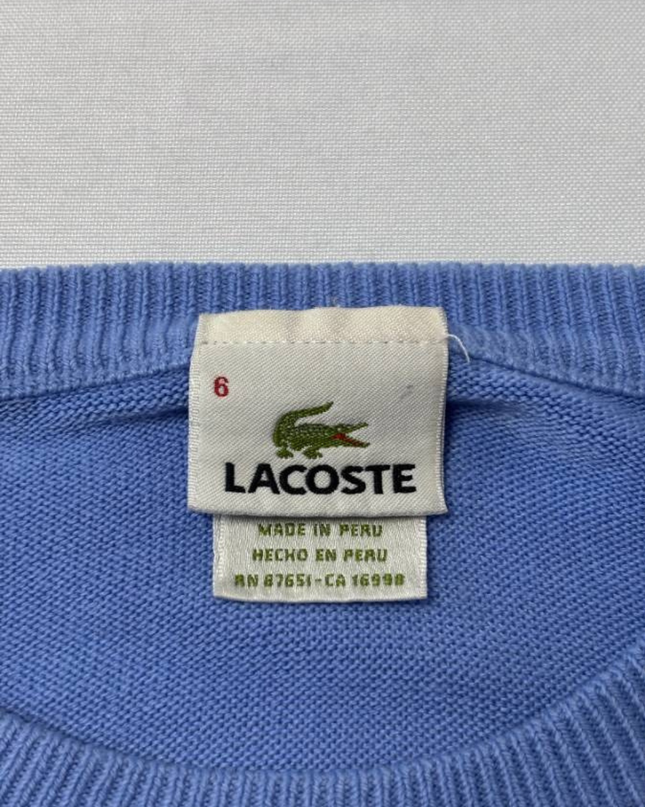 6
LACOSTE
MADE IN PERU
HECHO EN PERU
RN 87651-CA 16998